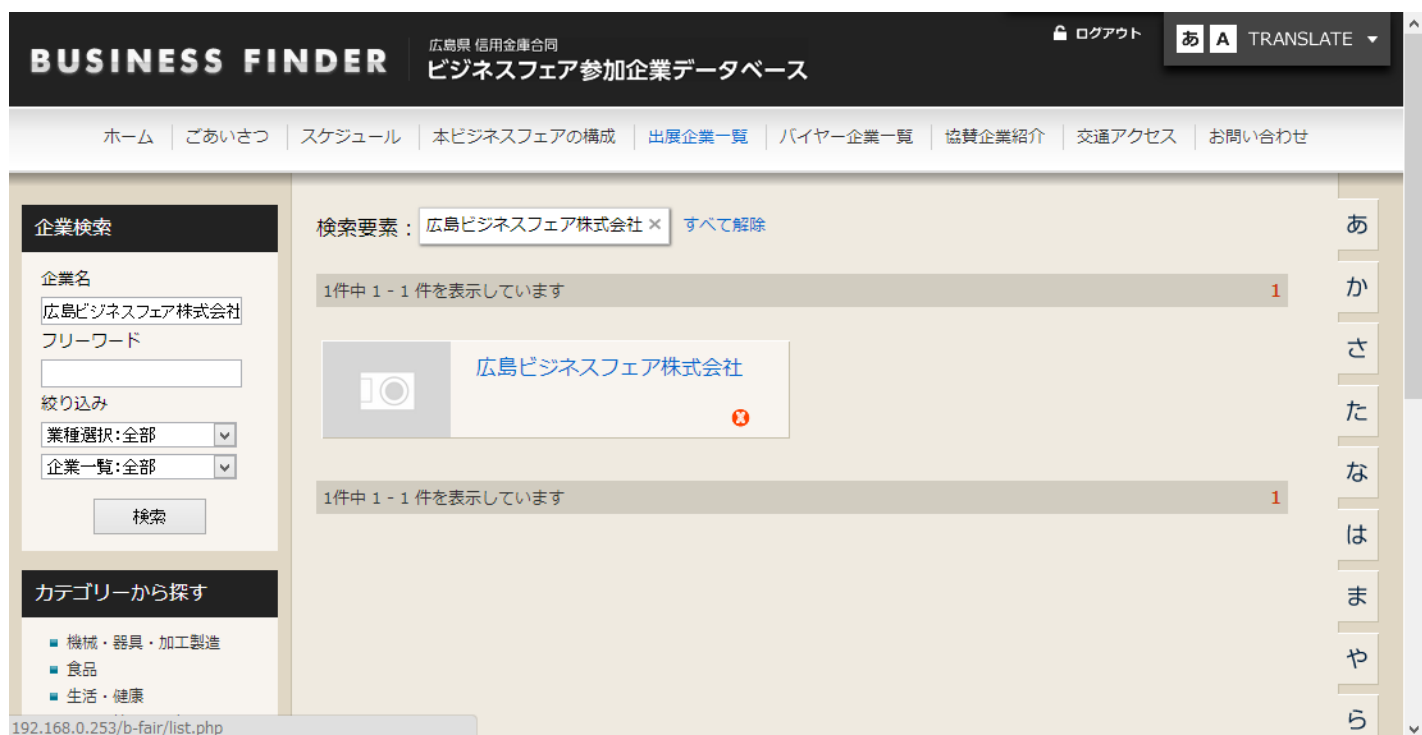 BUSINESS FINDER
広島県 信用金庫合同
ビジネスフェア参加企業データベース
ログアウト
あ A TRANSLATE
ホーム ごあいさつ スケジュール 本ビジネスフェアの構成 出展企業一覧 バイヤー企業一覧 協賛企業紹介 交通アクセス お問い合わせ
企業検索
企業名
広島ビジネスフェア株式会社
フリーワード
絞り込み
業種選択:全部
企業一覧:全部
検索
カテゴリーから探す
機械・器具・加工製造
食品
生活・健康
192.168.0.253/b-fair/list.php
検索要素: 広島ビジネスフェア株式会社 × すべて解除
1件中 1 - 1 件を表示しています 1
広島ビジネスフェア株式会社
1件中 1 - 1 件を表示しています 1
あ
か
さ
た
な
は
ま
や
ら